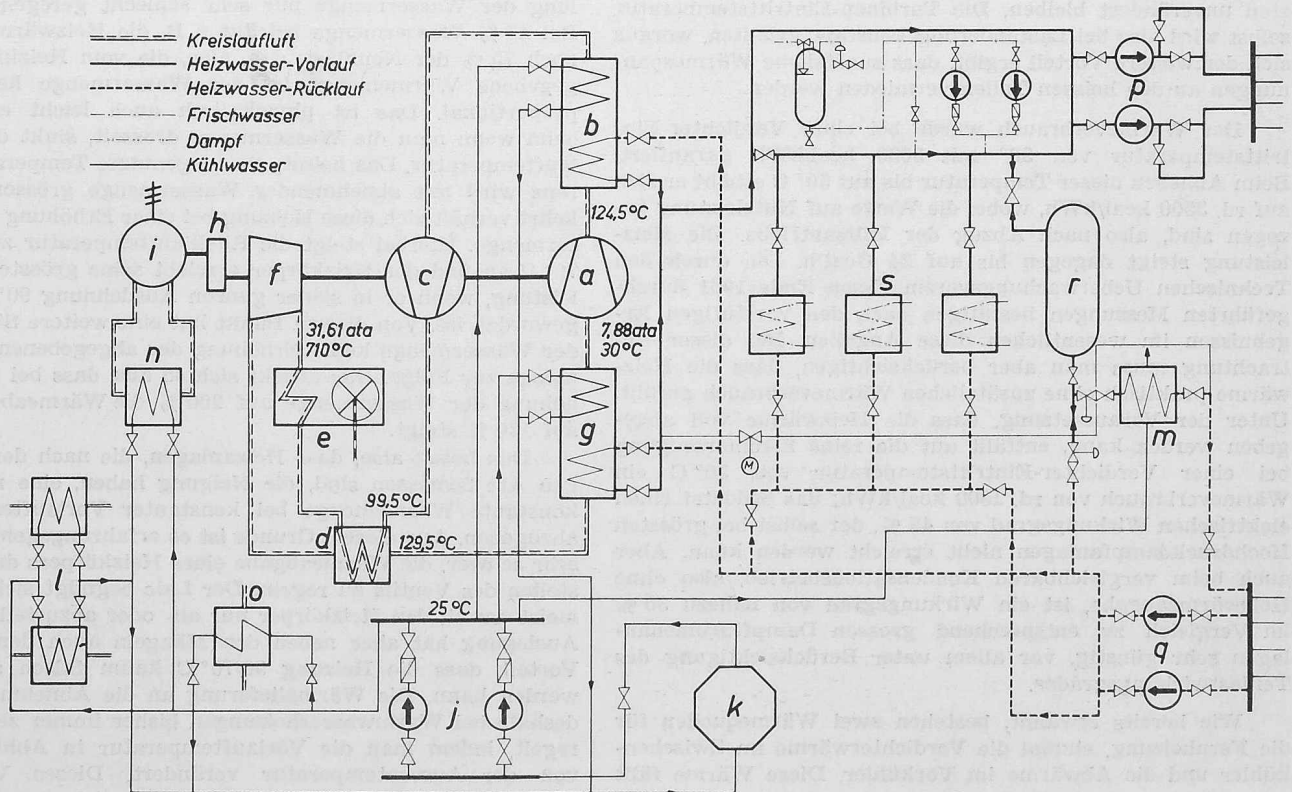 Kreislaufluft
Heizwasser-Vorlauf
Heizwasser-Rücklauf
Frischwasser
Dampf
Kühlwasser
p
b
124,5°C
h
i
f
c
a
s
r
31,61 ata
710°C
7,88 ata
30°C
n
e
g
m
M
99,5°C
d
129,5°C
l
o
25°C
i
k
q